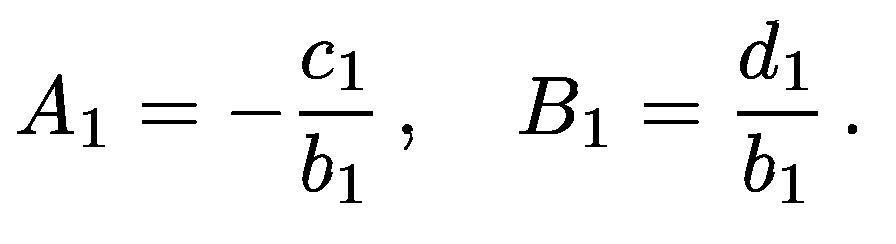 $A_1 = -\frac{c_1}{b_1}, \quad B_1 = \frac{d_1}{b_1}.$